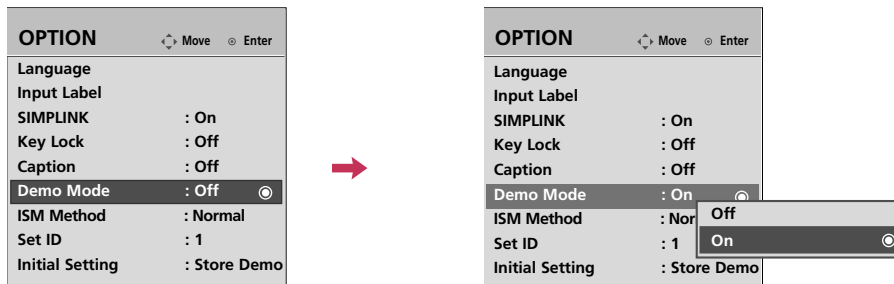 OPTION Move Enter
Language
Input Label
SIMPLINK : On
Key Lock : Off
Caption : Off
Demo Mode : Off
ISM Method : Normal
Set ID : 1
Initial Setting : Store Demo
OPTION Move Enter
Language
Input Label
SIMPLINK : On
Key Lock : Off
Caption : Off
Demo Mode : On
ISM Method : Nor
Set ID : 1
Initial Setting : Store Demo
Off
On